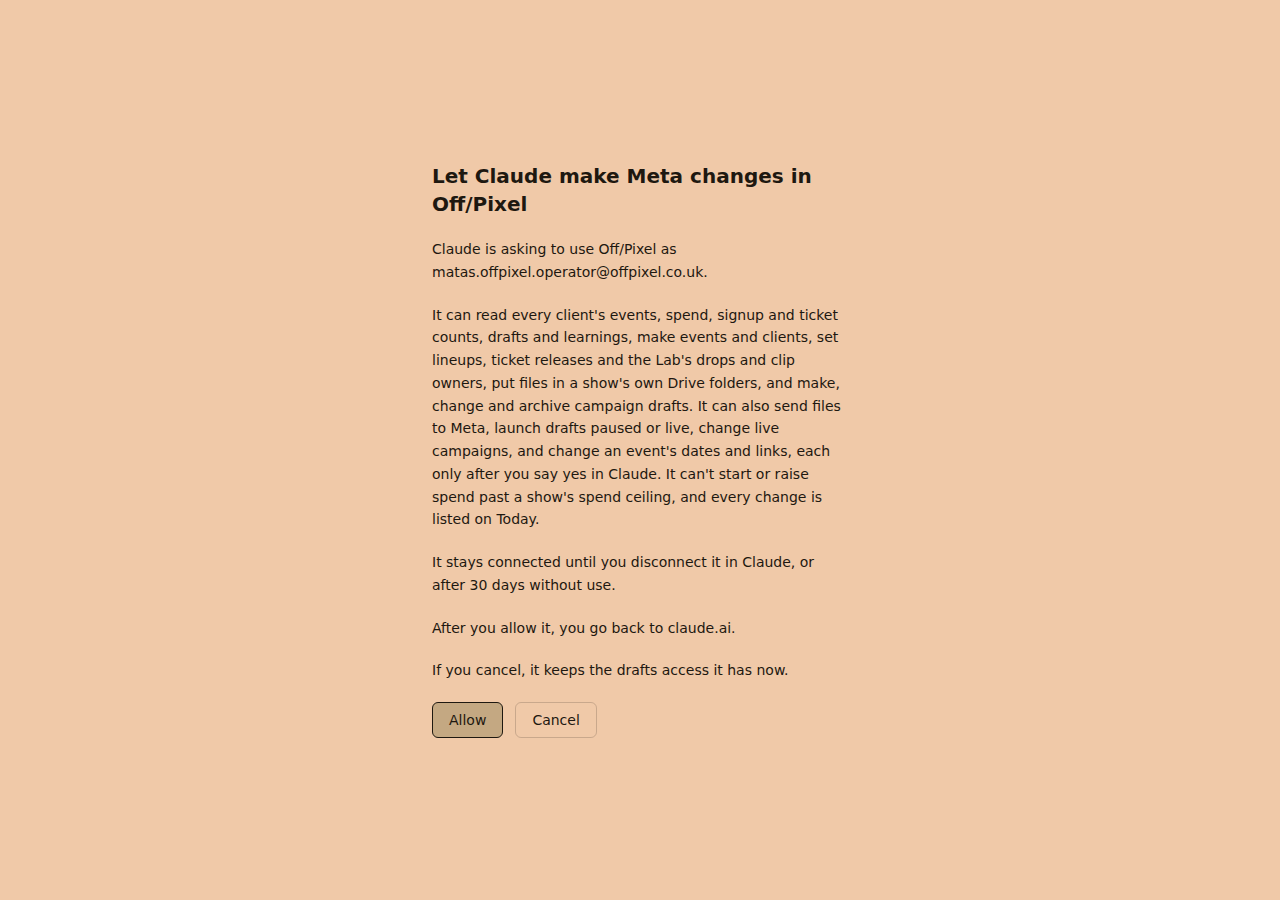 Let Claude make Meta changes in
Off/Pixel
Claude is asking to use Off/Pixel as
matas.offpixel.operator@offpixel.co.uk.
It can read every client's events, spend, signup and ticket
counts, drafts and learnings, make events and clients, set
lineups, ticket releases and the Lab's drops and clip
owners, put files in a show's own Drive folders, and make,
change and archive campaign drafts. It can also send files
to Meta, launch drafts paused or live, change live
campaigns, and change an event's dates and links, each
only after you say yes in Claude. It can't start or raise
spend past a show's spend ceiling, and every change is
listed on Today.
It stays connected until you disconnect it in Claude, or
after 30 days without use.
After you allow it, you go back to claude.ai.
If you cancel, it keeps the drafts access it has now.
Allow
Cancel